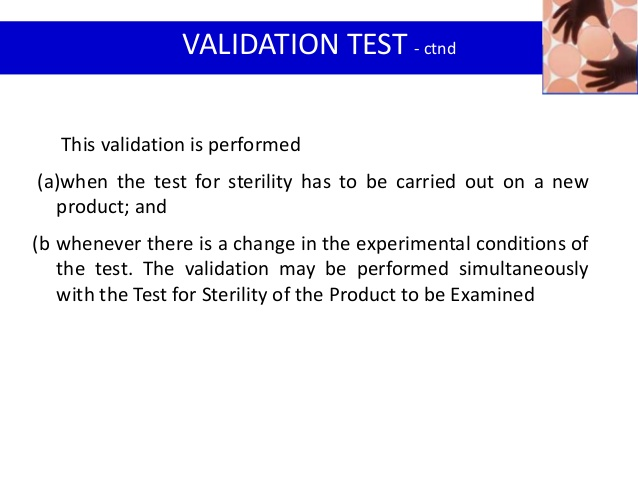 VALIDATION TEST - ctnd
This validation is performed
(a)when the test for sterility has to be carried out on a new
product; and
(b whenever there is a change in the experimental conditions of
the test. The validation may be performed simultaneously
with the Test for Sterility of the Product to be Examined